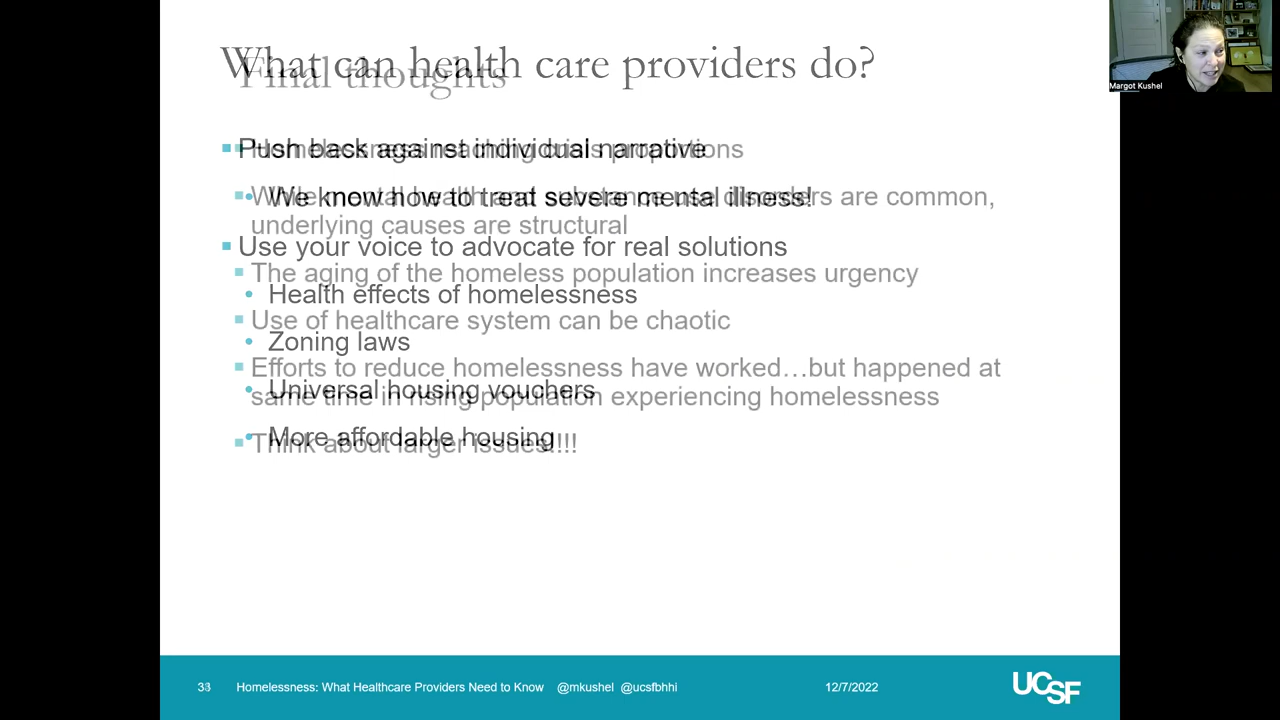 What can health care providers do?
Final thoughts
Push back against individual narrative
We know how to treat severe mental illness!
Use your voice to advocate for real solutions
Health effects of homelessness
Zoning laws
Universal housing vouchers
More affordable housing
Homelessness reaching crisis proportions
While mental health and substance use disorders are common,
underlying causes are structural
The aging of the homeless population increases urgency
Use of healthcare system can be chaotic
Efforts to reduce homelessness have worked…but happened at
same time in rising population experiencing homelessness
Think about larger issues!!!!
Homelessness: What Healthcare Providers Need to Know @mkushel @ucsfbhhi
12/7/2022
UCSF
Margot Kushel